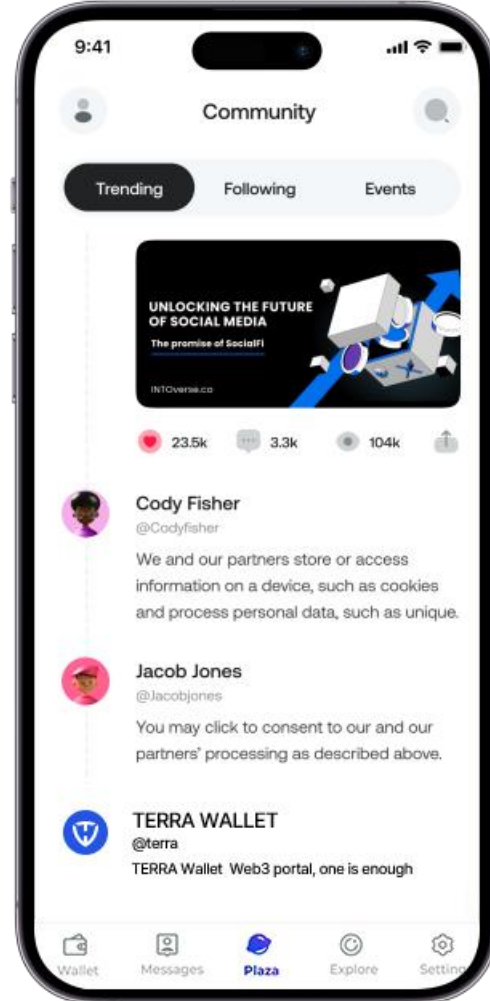 9:41
Community
Trending
Following
Events
UNLOCKING THE FUTURE
OF SOCIAL MEDIA
The promise of SocialFi
INTOverse.co
23.5k
3.3k
104k
Cody Fisher
@Codyfisher
We and our partners store or access
information on a device, such as cookies
and process personal data, such as unique.
Jacob Jones
@Jacobjones
You may click to consent to our and our
partners' processing as described above.
TERRA WALLET
@terra
TERRA Wallet Web3 portal, one is enough
Wallet
Messages
Plaza
Explore
Setting